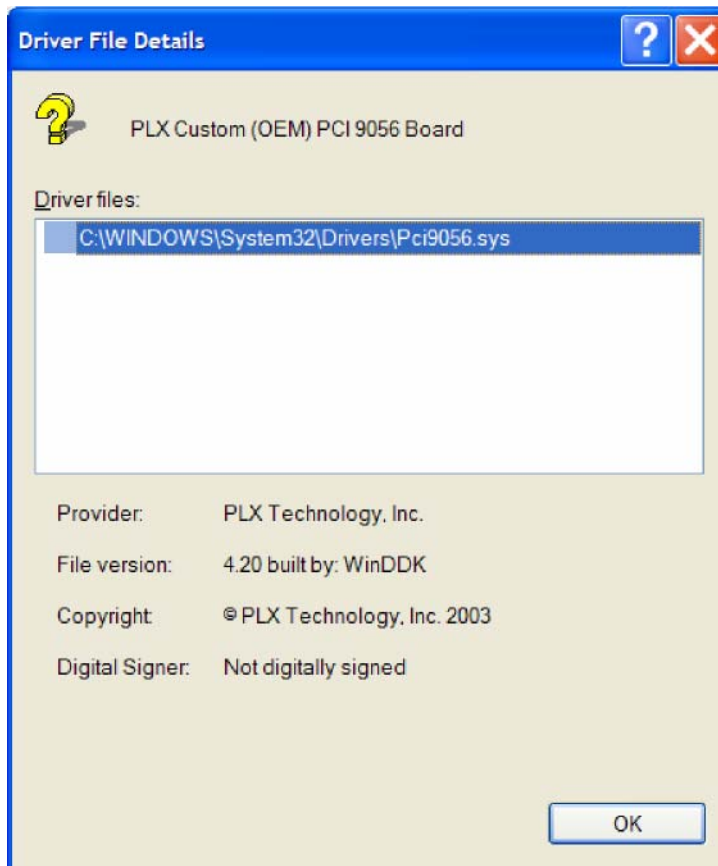 Driver File Details
PLX Custom (OEM) PCI 9056 Board
Driver files:
C:\WINDOWS\System32\Drivers\Pci9056.sys
Provider: PLX Technology, Inc.
File version: 4.20 built by: WinDDK
Copyright: © PLX Technology, Inc. 2003
Digital Signer: Not digitally signed
OK